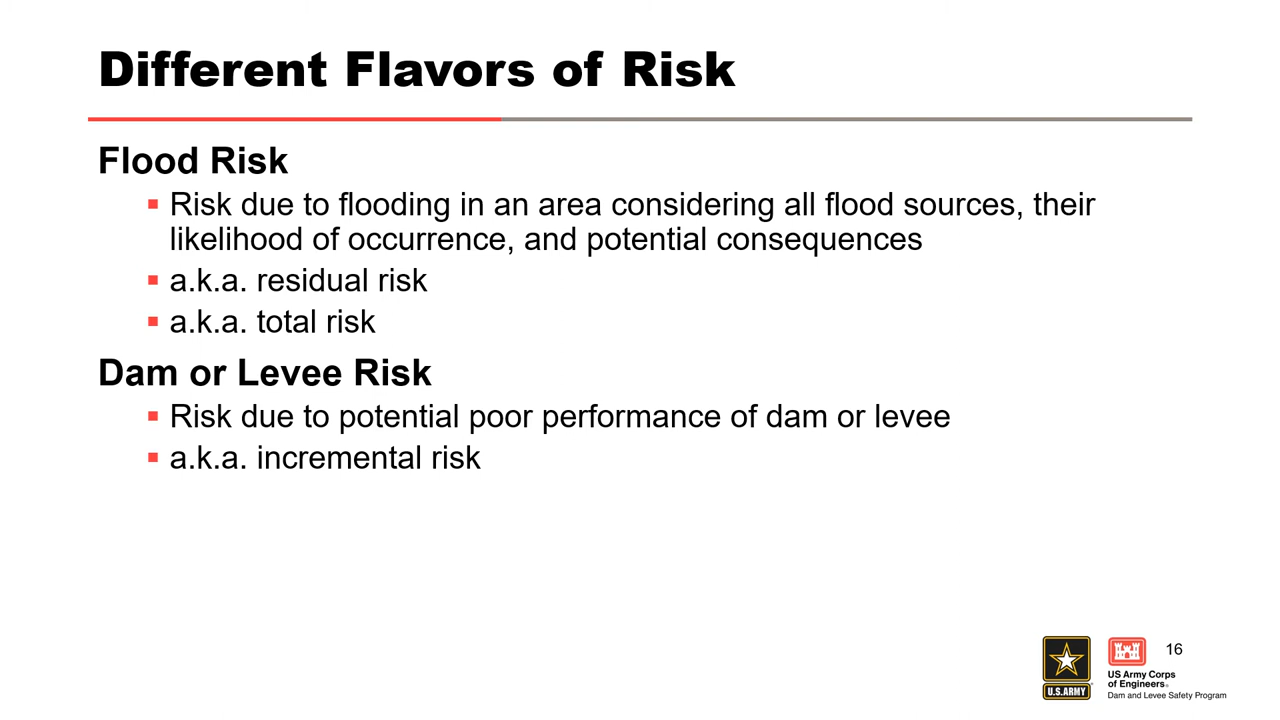 Different Flavors of Risk
Flood Risk
▪ Risk due to flooding in an area considering all flood sources, their
likelihood of occurrence, and potential consequences
▪ a.k.a. residual risk
▪ a.k.a. total risk
Dam or Levee Risk
▪ Risk due to potential poor performance of dam or levee
▪ a.k.a. incremental risk
16
U.S.ARMY
US Army Corps
of Engineers®
Dam and Levee Safety Program